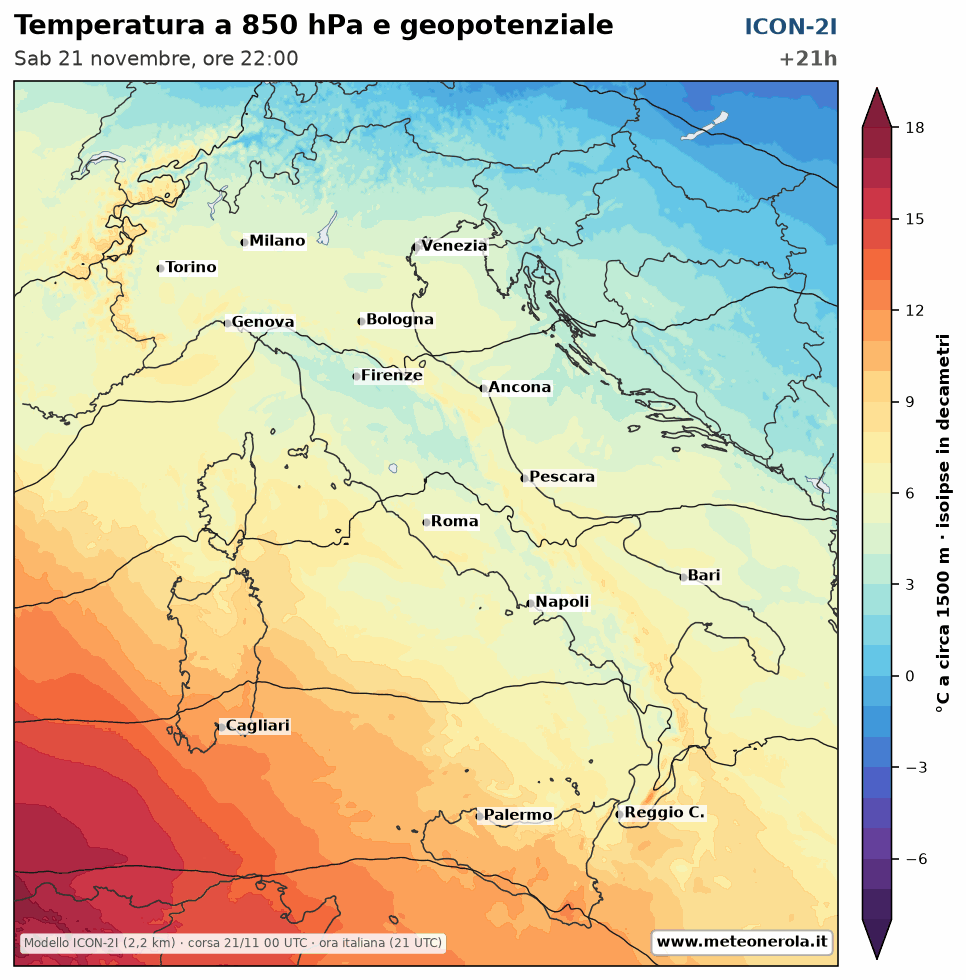 Temperatura a 850 hPa e geopotenziale
ICON-2I
Sab 21 novembre, ore 22:00
+21h
18
15
12
9
6
3
0
−3
−6
°C a circa 1500 m · isoipse in decametri
Milano
Venezia
Torino
Genova
Bologna
Firenze
Ancona
Pescara
Roma
Bari
Napoli
Cagliari
Palermo
Reggio C.
Modello ICON-2I (2,2 km) · corsa 21/11 00 UTC · ora italiana (21 UTC)
www.meteonerola.it